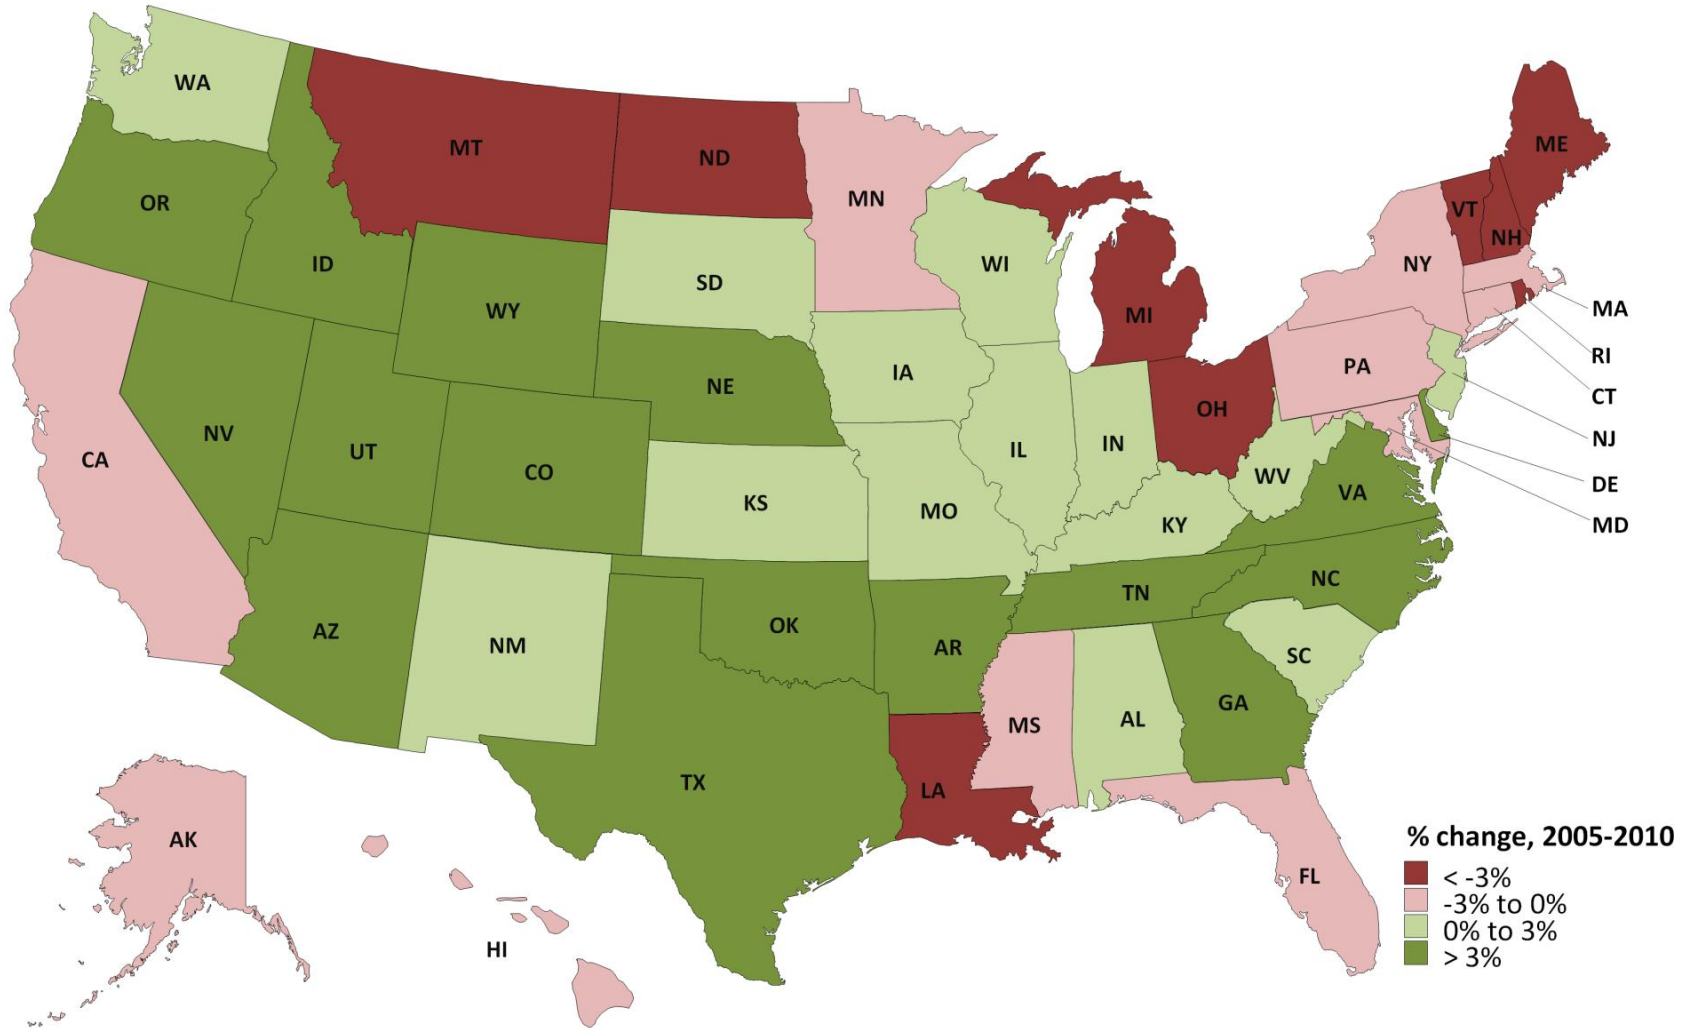 WA
MT
ND
ME
MN
OR
VT
NH
ID
WI
NY
SD
WY
MI
MA
RI
PA
IA
NE
CT
OH
NV
NJ
IN
UT
IL
CA
CO
WV
DE
VA
KS
MO
KY
MD
NC
TN
AZ
OK
NM
AR
SC
GA
MS
AL
TX
LA
AK
% change, 2005-2010
FL
< -3%
-3% to 0%
0% to 3%
HI
> 3%